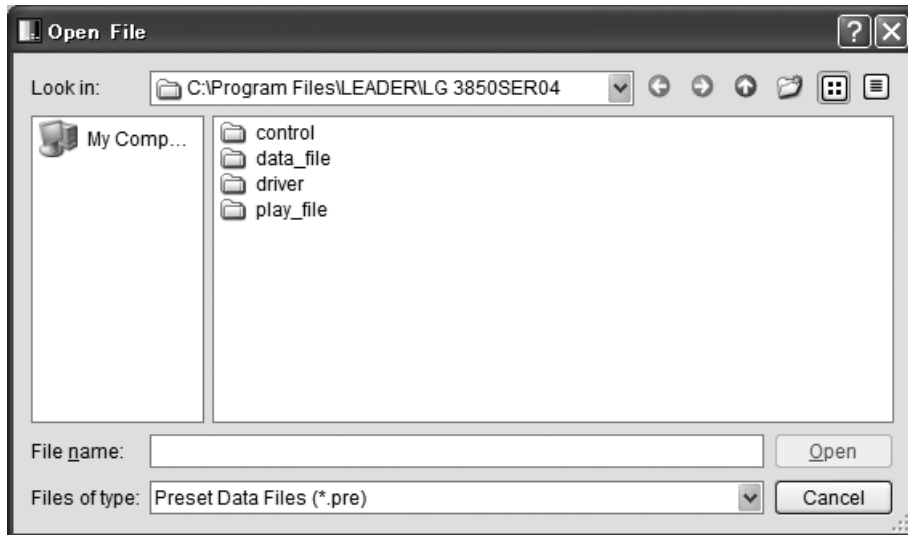 Open File
Look in: C:\Program Files\LEADER\LG 3850SER04
My Comp...
control
data_file
driver
play_file
File name:
Open
Files of type: Preset Data Files (*.pre)
Cancel